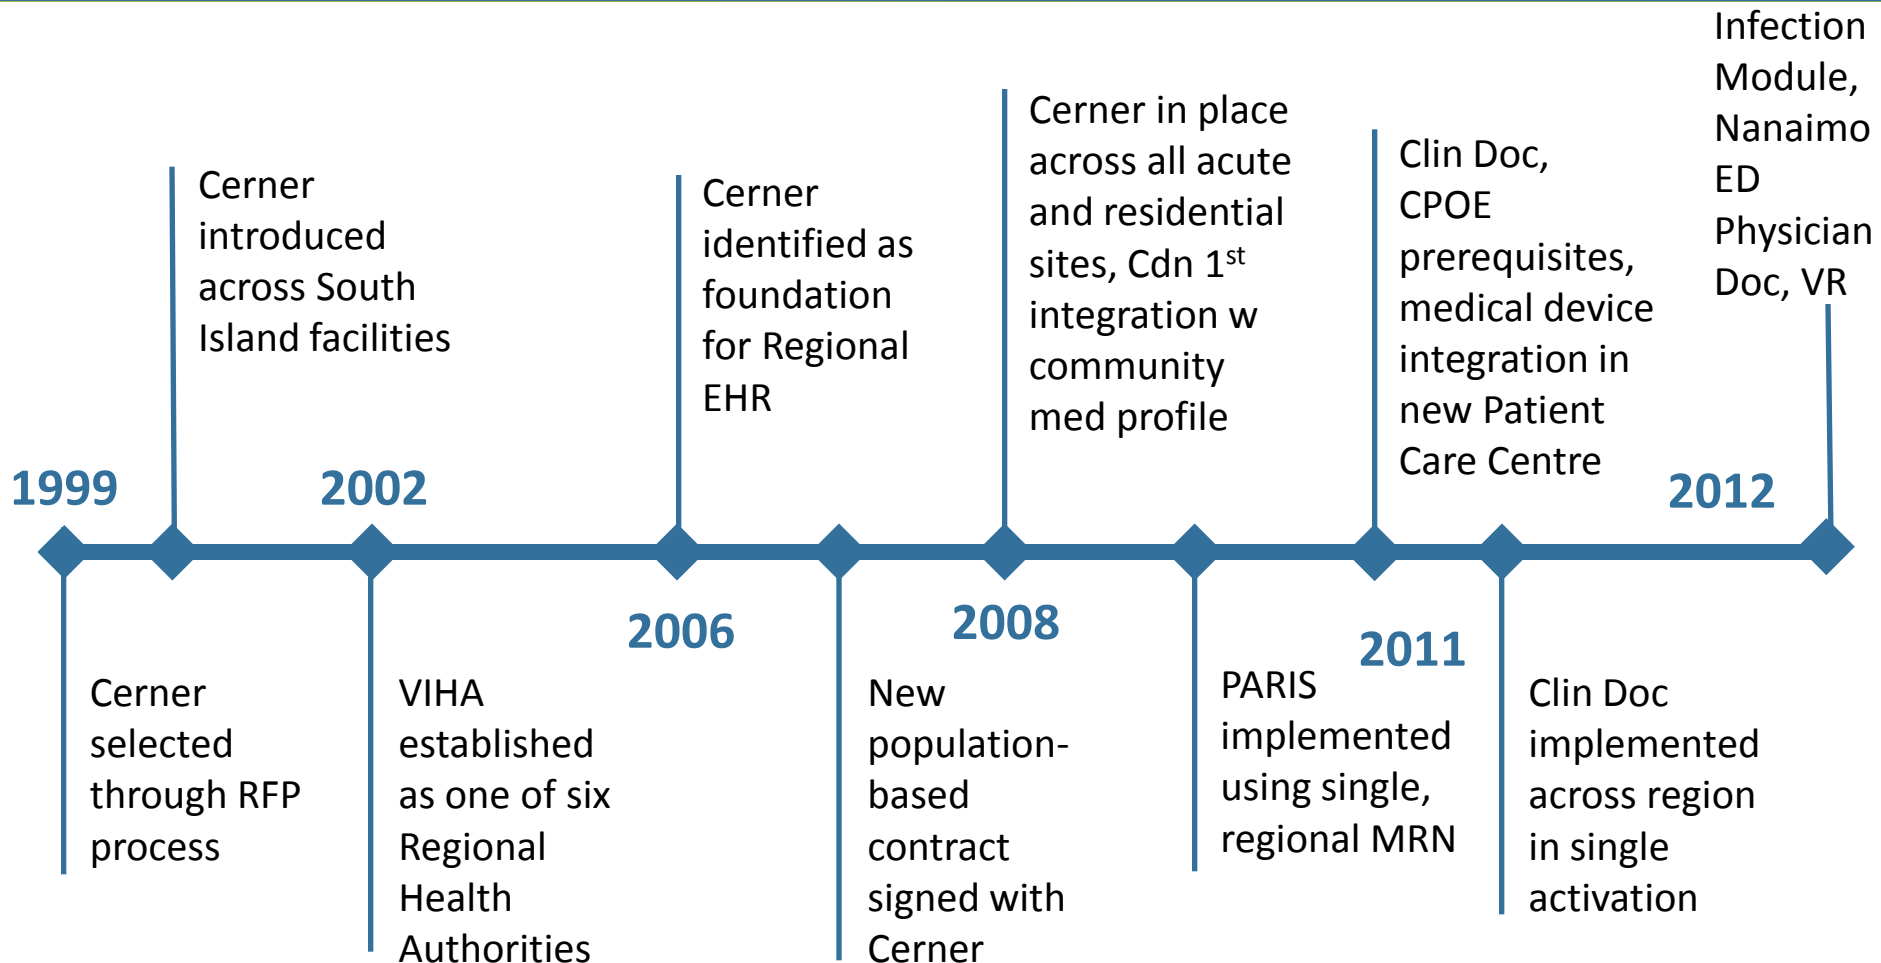 1999
Cerner
selected
through RFP
process
Cerner
introduced
across South
Island facilities
2002
VIHA
established
as one of six
Regional
Health
Authorities
2006
Cerner
identified as
foundation
for Regional
EHR
New
population-
based
contract
signed with
Cerner
2008
Cerner in place
across all acute
and residential
sites, Cdn 1st
integration w
community
med profile
PARIS
implemented
using single,
regional MRN
2011
Clin Doc,
CPOE
prerequisites,
medical device
integration in
new Patient
Care Centre
Clin Doc
implemented
across region
in single
activation
2012
Infection
Module,
Nanaimo
ED
Physician
Doc, VR